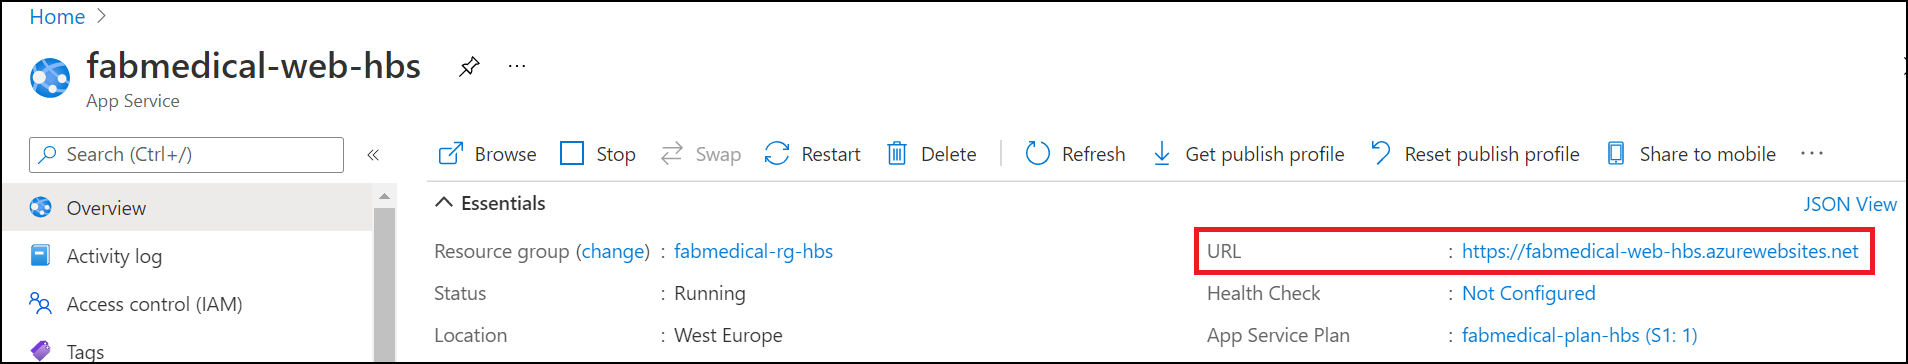 Home >
fabmedical-web-hbs ...
App Service
Search (Ctrl+/) «
Browse Stop Swap Restart Delete Refresh Get publish profile Reset publish profile Share to mobile ...
Overview
Activity log
Access control (IAM)
Tags
Essentials JSON View
Resource group (change) : fabmedical-rg-hbs URL : https://fabmedical-web-hbs.azurewebsites.net
Status : Running Health Check : Not Configured
Location : West Europe App Service Plan : fabmedical-plan-hbs (S1: 1)